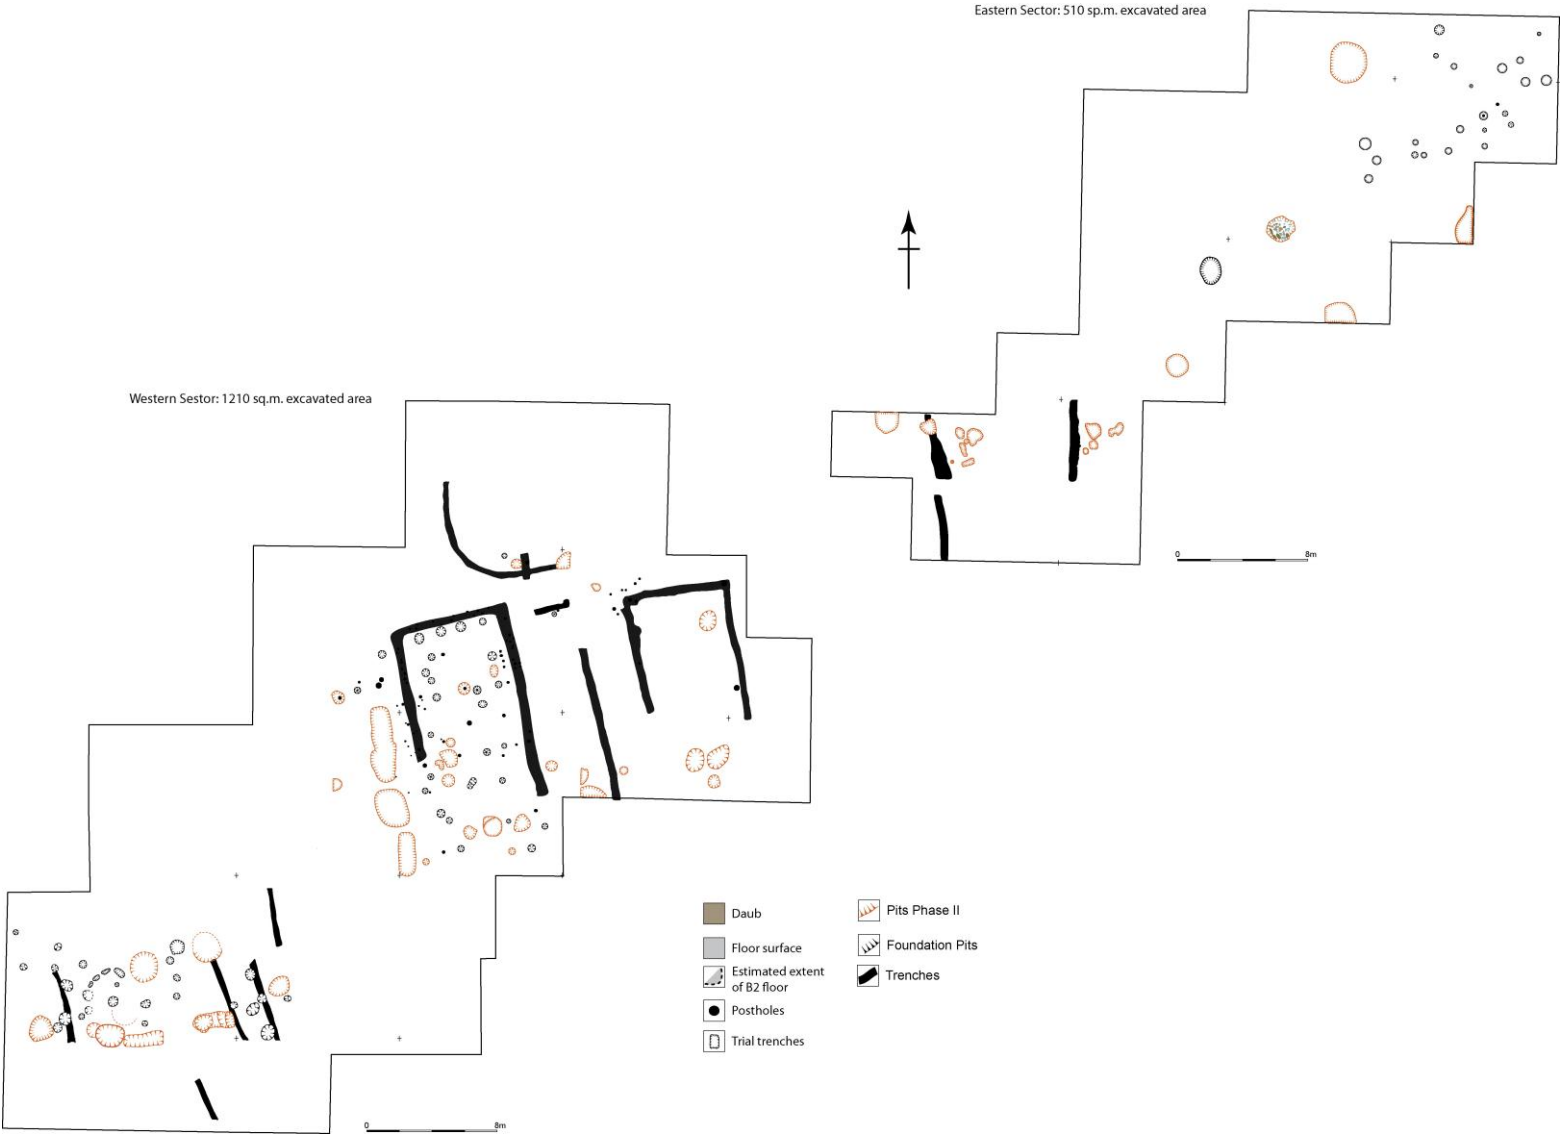 Eastern Sector: 510 sp.m. excavated area
Western Sestor: 1210 sq.m. excavated area
0 8m
Daub
Floor surface
Estimated extent
of B2 floor
Postholes
Trial trenches
Pits Phase II
Foundation Pits
Trenches
0 8m